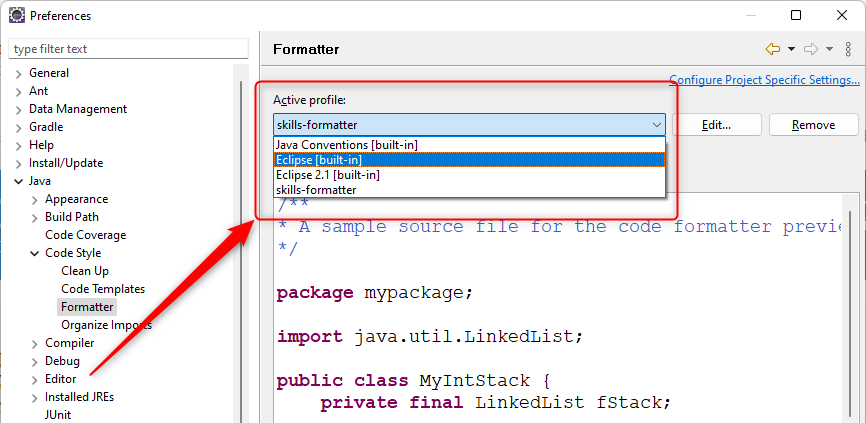 Preferences
type filter text
General
Ant
Data Management
Gradle
Help
Install/Update
Java
Appearance
Build Path
Code Coverage
Code Style
Clean Up
Code Templates
Formatter
Organize Imports
Compiler
Debug
Editor
Installed JREs
JUnit
Formatter
Configure Project Specific Settings...
Active profile:
skills-formatter
Edit...
Remove
Java Conventions [built-in]
Eclipse [built-in]
Eclipse 2.1 [built-in]
skills-formatter
/**
* A sample source file for the code formatter previe
*/
package mypackage;
import java.util.LinkedList;
public class MyIntStack {
private final LinkedList fStack;